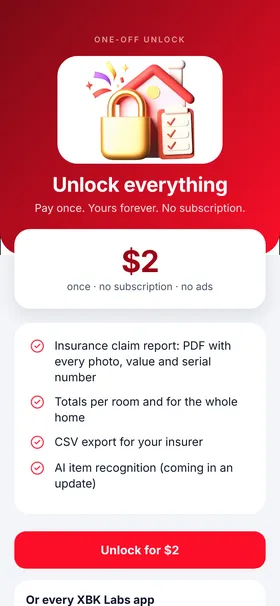 ONE-OFF UNLOCK
Unlock everything
Pay once. Yours forever. No subscription.
$2
once · no subscription · no ads
Insurance claim report: PDF with
every photo, value and serial
number
Totals per room and for the whole
home
CSV export for your insurer
AI item recognition (coming in an
update)
Unlock for $2
Or every XBK Labs app